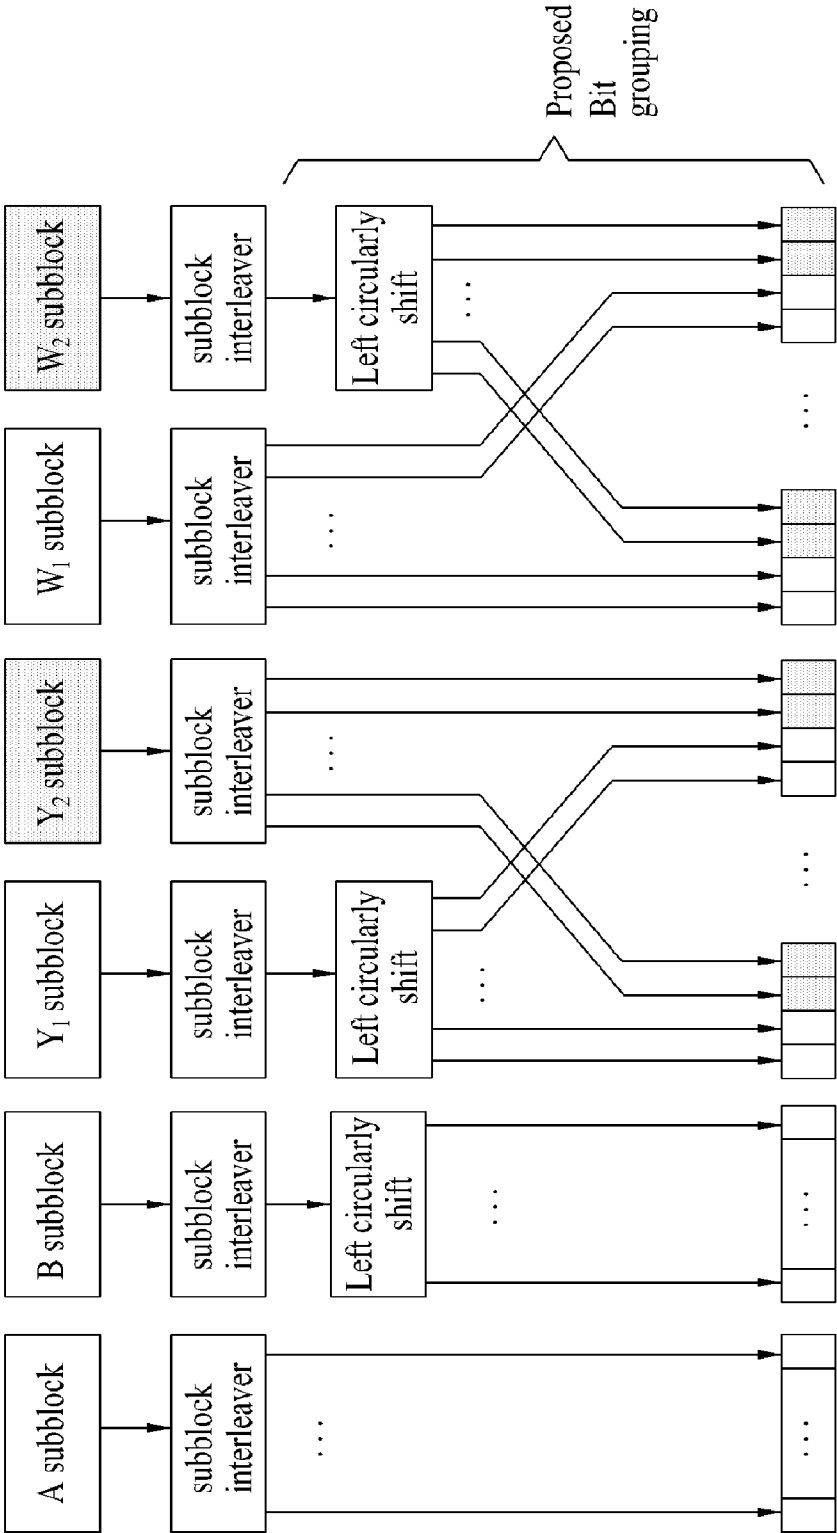 A subblock
B subblock
Y₁ subblock
Y₂ subblock
W₁ subblock
W₂ subblock
subblock
interleaver
subblock
interleaver
subblock
interleaver
subblock
interleaver
subblock
interleaver
subblock
interleaver
Left circularly
shift
Left circularly
shift
Left circularly
shift
Proposed
Bit
grouping